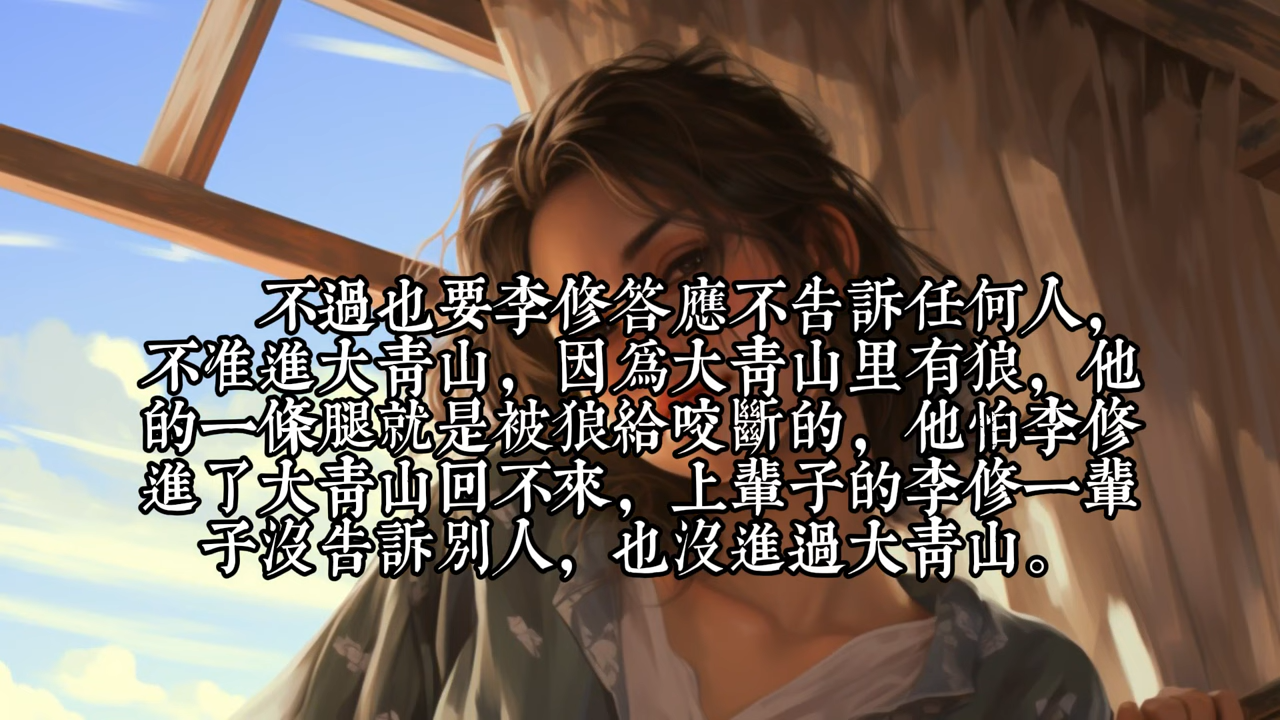 不過也要李修答應不告訴任何人，
不准進大青山，因爲大青山里有狼，他
的一條腿就是被狼給咬斷的，他怕李修
進了大青山回不來，上輩子的李修一輩
子沒告訴別人，也沒進過大青山。